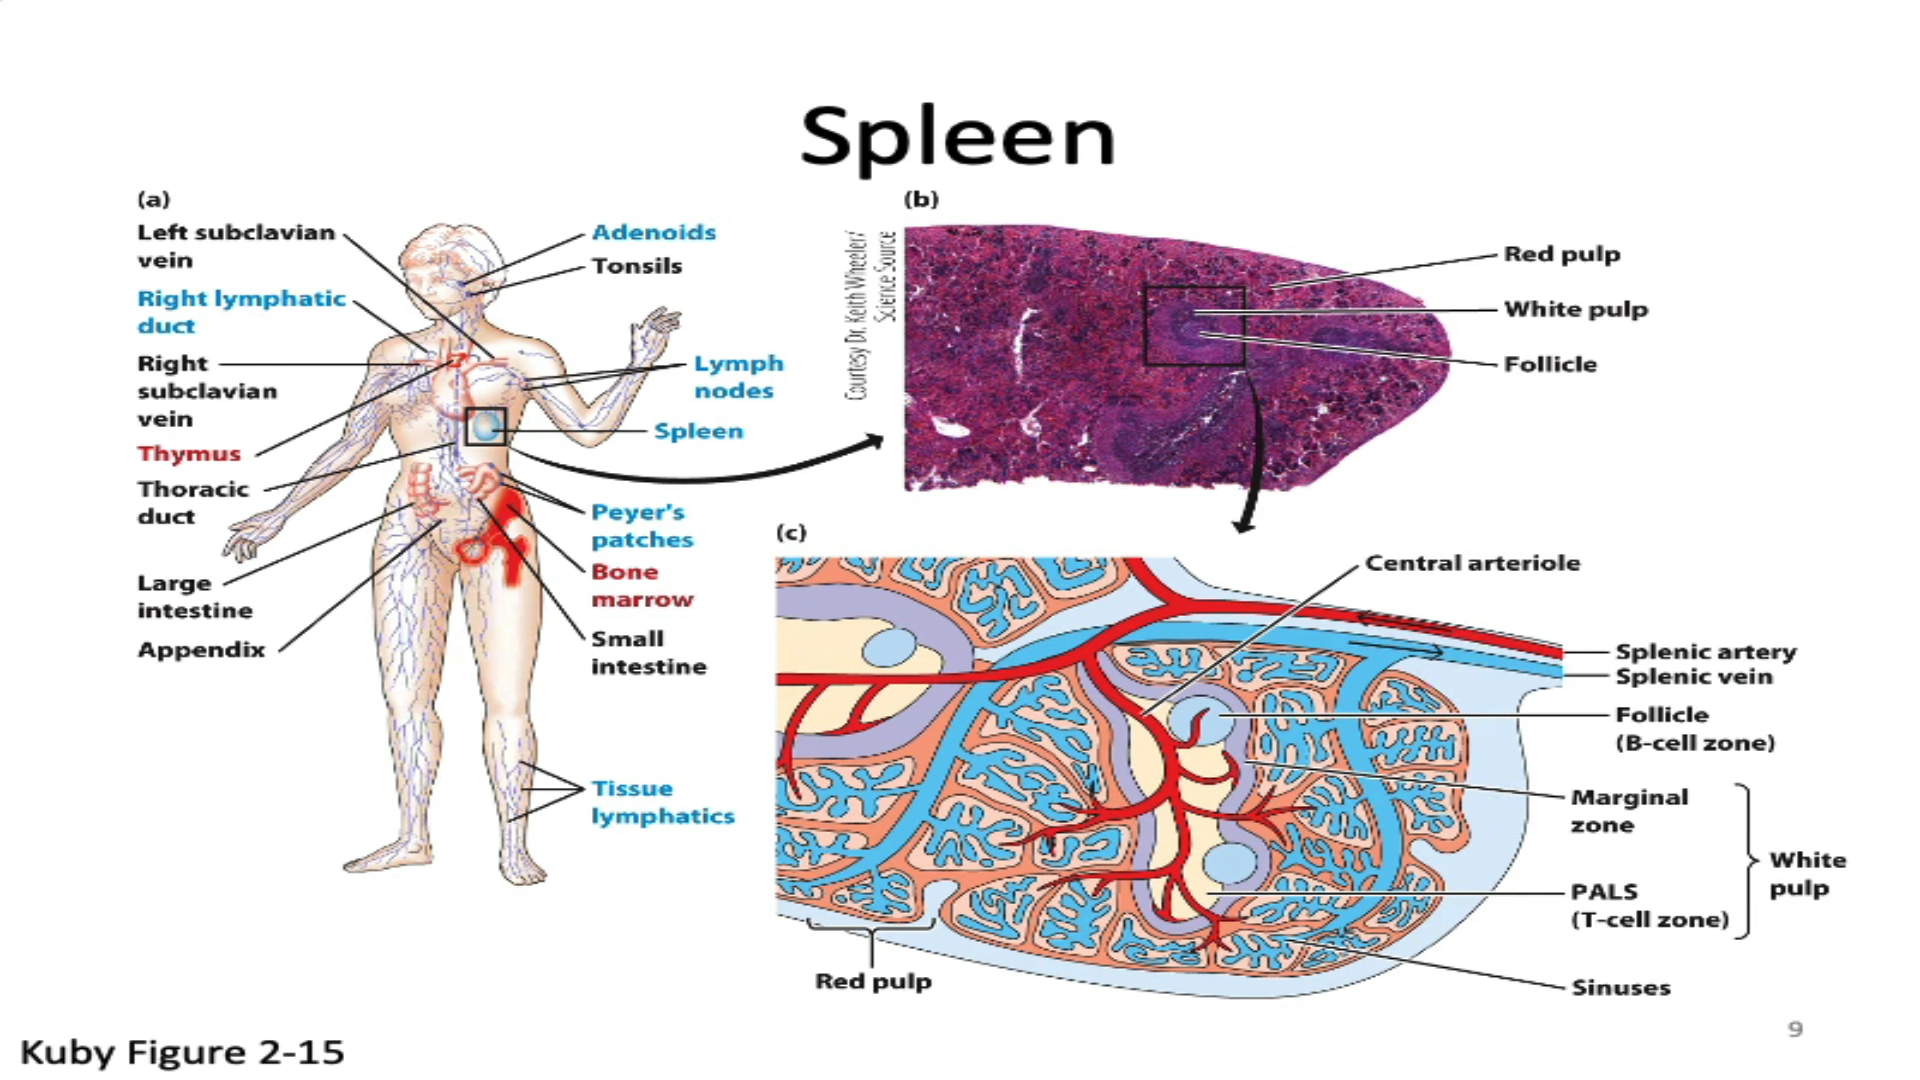 Spleen
(a)
Left subclavian
vein
Right lymphatic
duct
Right
subclavian
vein
Thymus
Thoracic
duct
Large
intestine
Appendix
Adenoids
Tonsils
Lymph
nodes
Spleen
Peyer's
patches
Bone
marrow
Small
intestine
Tissue
lymphatics
(b)
Courtesy Dr. Keith Wheeler/
Science Source
Red pulp
White pulp
Follicle
(c)
Central arteriole
Splenic artery
Splenic vein
Follicle
(B-cell zone)
Marginal
zone
PALS
(T-cell zone)
White
pulp
Sinuses
Red pulp
Kuby Figure 2-15
9